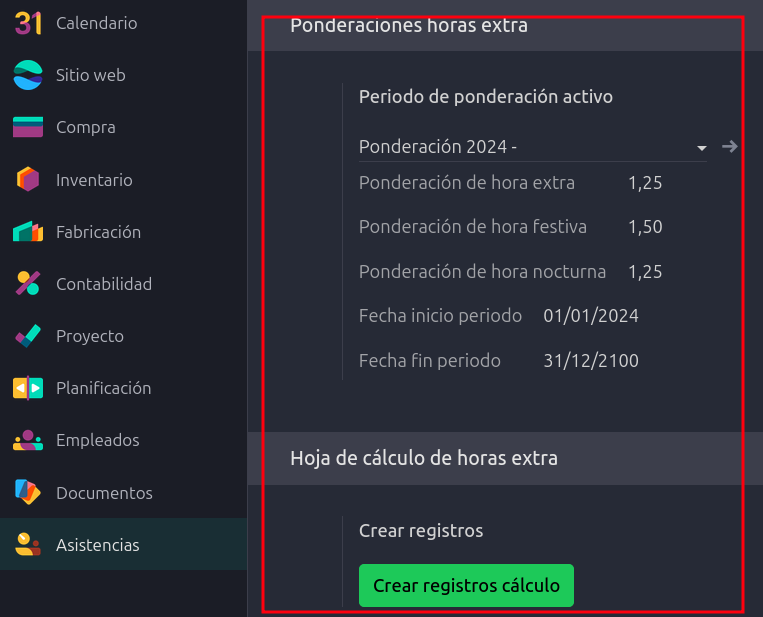 31 Calendario
Sitio web
Compra
Inventario
Fabricación
Contabilidad
Proyecto
Planificación
Empleados
Documentos
Asistencias
Ponderaciones horas extra
Periodo de ponderación activo
Ponderación 2024 -
Ponderación de hora extra 1,25
Ponderación de hora festiva 1,50
Ponderación de hora nocturna 1,25
Fecha inicio periodo 01/01/2024
Fecha fin periodo 31/12/2100
Hoja de cálculo de horas extra
Crear registros
Crear registros cálculo